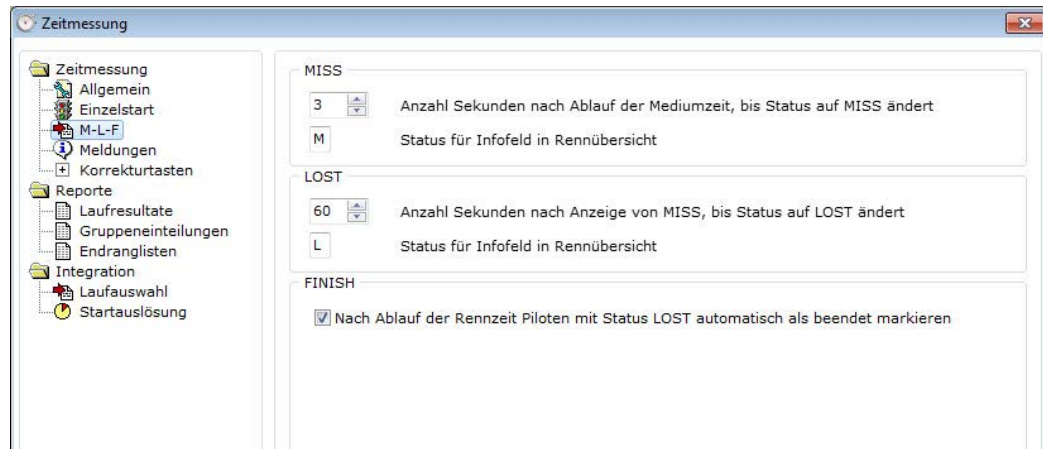 Zeitmessung
Zeitmessung
Allgemein
Einzelstart
M-L-F
Meldungen
Korrekturtasten
Reporte
Laufresultate
Gruppeneinteilungen
Endranglisten
Integration
Laufauswahl
Startauslösung
MISS
3 Anzahl Sekunden nach Ablauf der Mediumzeit, bis Status auf MISS ändert
M Status für Infofeld in Rennübersicht
LOST
60 Anzahl Sekunden nach Anzeige von MISS, bis Status auf LOST ändert
L Status für Infofeld in Rennübersicht
FINISH
Nach Ablauf der Rennzeit Piloten mit Status LOST automatisch als beendet markieren